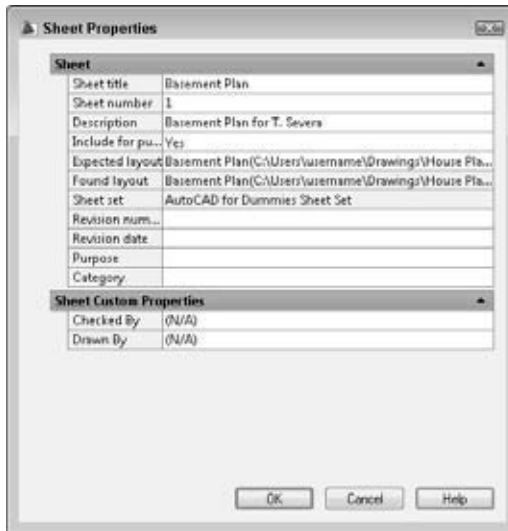 Sheet Properties
Sheet
Sheet title Basement Plan
Sheet number 1
Description Basement Plan for T. Severa
Include for pu... Yes
Expected layout Basement Plan(C:\Users\username\Drawings\House Pla...
Found layout Basement Plan(C:\Users\username\Drawings\House Pla...
Sheet set AutoCAD for Dummies Sheet Set
Revision num...
Revision date
Purpose
Category
Sheet Custom Properties
Checked By (N/A)
Drawn By (N/A)
OK Cancel Help